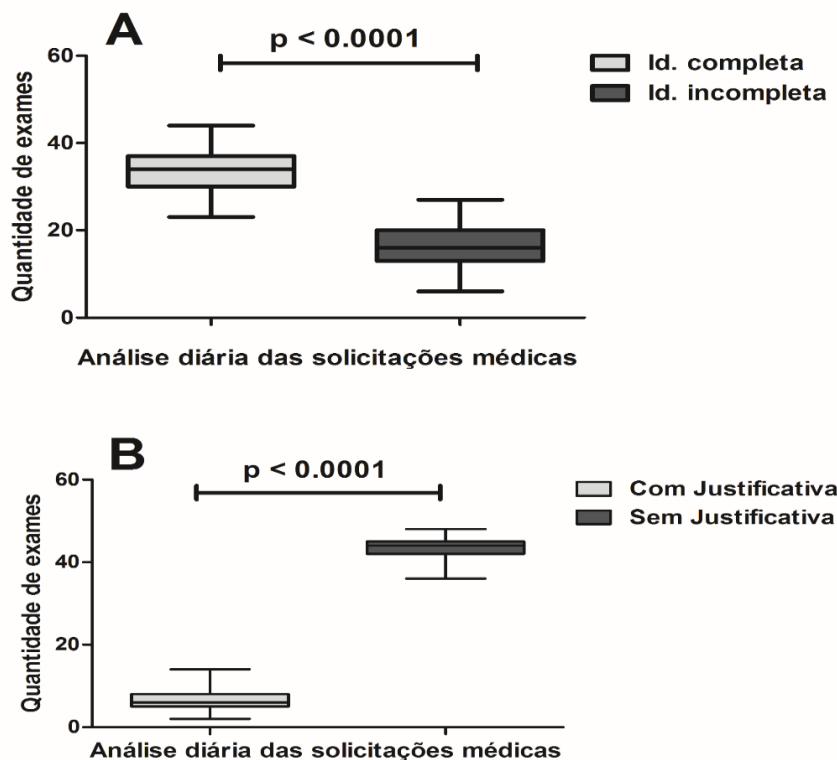 A
p < 0.0001
Id. completa
Id. incompleta
Quantidade de exames
60
40
20
0
Análise diária das solicitações médicas
B
p < 0.0001
Com Justificativa
Sem Justificativa
Quantidade de exames
60
40
20
0
Análise diária das solicitações médicas